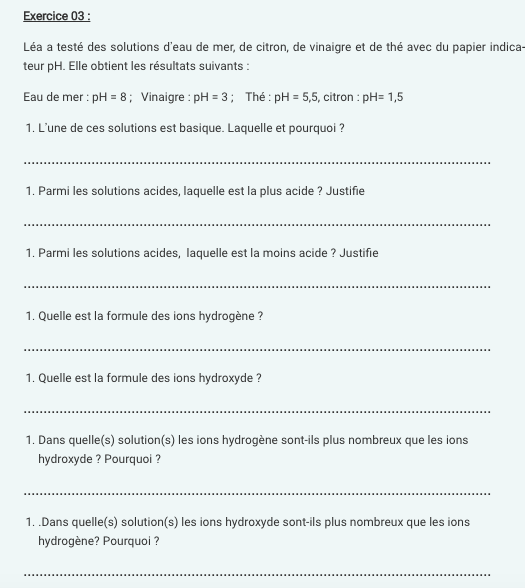 Exercice 03 :
Léa a testé des solutions d'eau de mer, de citron, de vinaigre et de thé avec du papier indica-
teur pH. Elle obtient les résultats suivants :
Eau de mer : pH = 8 ; Vinaigre : pH = 3 ; Thé : pH = 5,5, citron : pH= 1,5
1. L'une de ces solutions est basique. Laquelle et pourquoi ?
1. Parmi les solutions acides, laquelle est la plus acide ? Justifie
1. Parmi les solutions acides, laquelle est la moins acide ? Justifie
1. Quelle est la formule des ions hydrogène ?
1. Quelle est la formule des ions hydroxyde ?
1. Dans quelle(s) solution(s) les ions hydrogène sont-ils plus nombreux que les ions
hydroxyde ? Pourquoi ?
1. .Dans quelle(s) solution(s) les ions hydroxyde sont-ils plus nombreux que les ions
hydrogène? Pourquoi ?